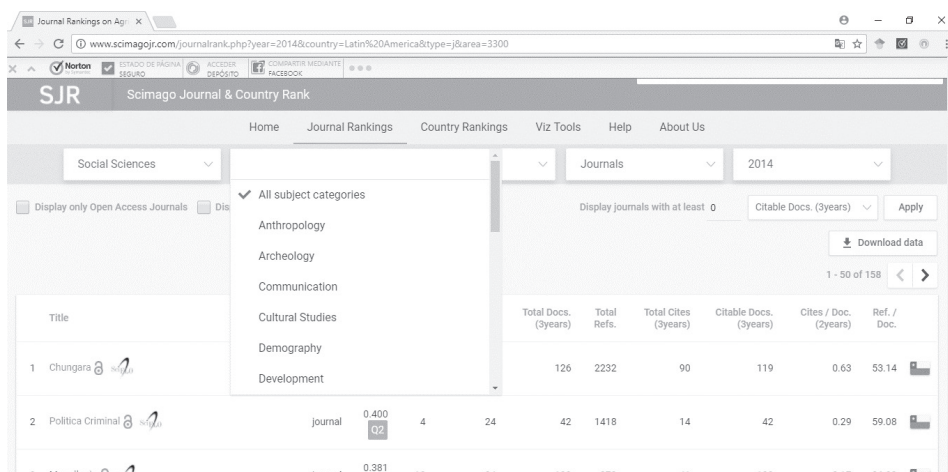 Journal Rankings on Agri
www.scimagojr.com/journalrank.php?year=2014&country=Latin%20America&type=j&area=3300
Norton by Symantec ESTADO DE PÁGINA SEGURO ACCEDER DEPÓSITO COMPARTIR MEDIANTE FACEBOOK
SJR Scimago Journal & Country Rank
Home Journal Rankings Country Rankings Viz Tools Help About Us
Social Sciences Journals 2014
All subject categories
Display only Open Access Journals Dis Display journals with at least 0 Citable Docs. (3years) Apply
Anthropology
Download data
Archeology
1 - 50 of 158
Communication
Title Cultural Studies Total Docs. (3years) Total Refs. Total Cites (3years) Citable Docs. (3years) Cites / Doc. (2years) Ref. / Doc.
Demography
1 Chungara 126 2232 90 119 0.63 53.14
Development
2 Politica Criminal journal 0.400 Q2 4 24 42 1418 14 42 0.29 59.08
0.381